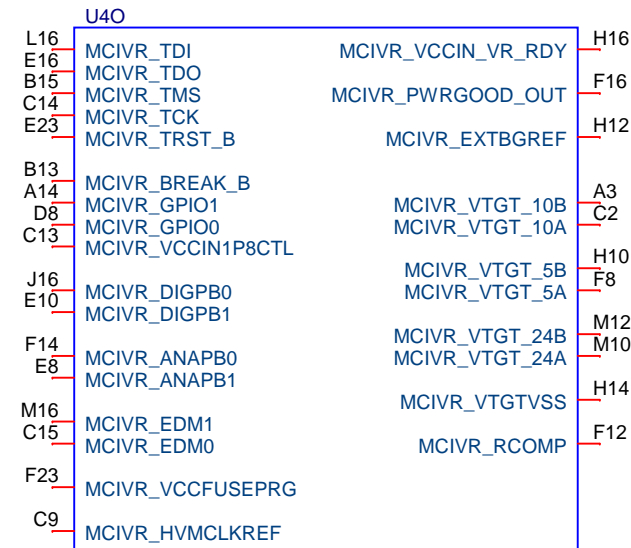 U4O
L16 MCIVR_TDI MCIVR_VCCIN_VR_RDY H16
E16 MCIVR_TDO
B15 MCIVR_TMS MCIVR_PWRGOOD_OUT F16
C14 MCIVR_TCK
E23 MCIVR_TRST_B MCIVR_EXTBGREF H12
B13 MCIVR_BREAK_B
A14 MCIVR_GPIO1 MCIVR_VTGT_10B A3
D8 MCIVR_GPIO0 MCIVR_VTGT_10A C2
C13 MCIVR_VCCIN1P8CTL
MCIVR_VTGT_5B H10
J16 MCIVR_DIGPB0 MCIVR_VTGT_5A F8
E10 MCIVR_DIGPB1
MCIVR_VTGT_24B M12
F14 MCIVR_ANAPB0 MCIVR_VTGT_24A M10
E8 MCIVR_ANAPB1
MCIVR_VTGTVSS H14
M16 MCIVR_EDM1
C15 MCIVR_EDM0 MCIVR_RCOMP F12
F23 MCIVR_VCCFUSEPRG
C9 MCIVR_HVMCLKREF